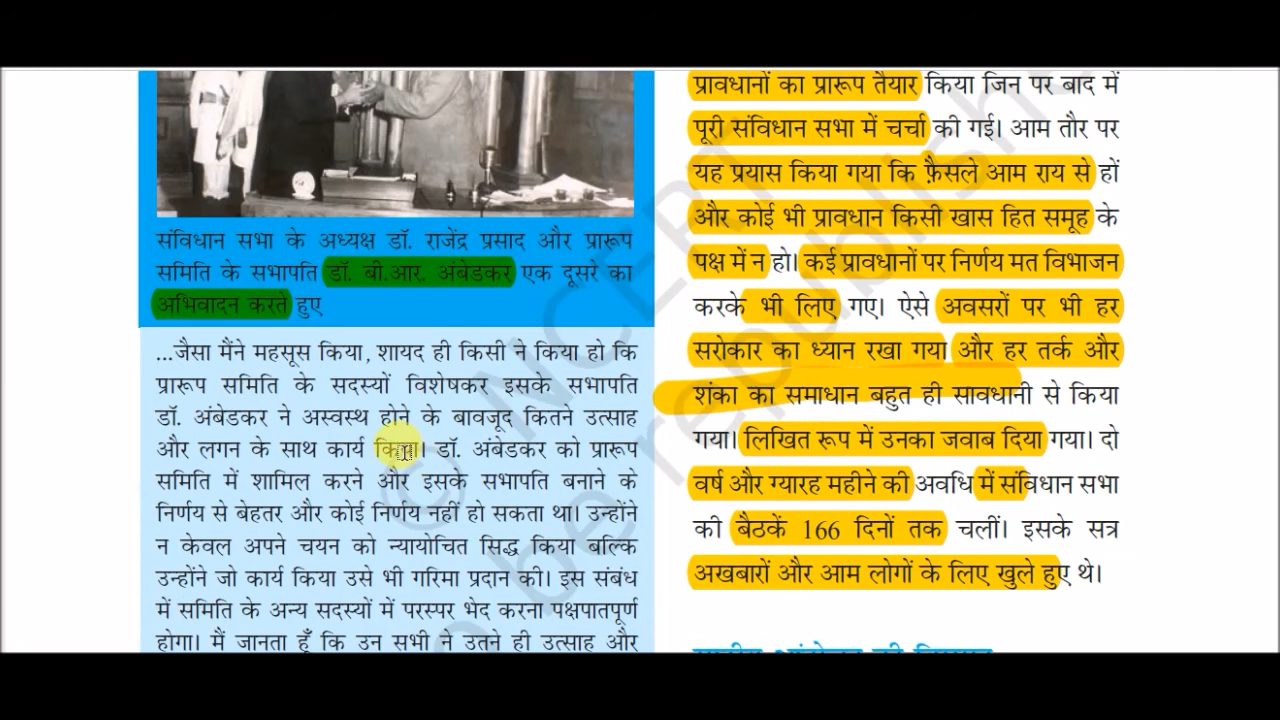 संविधान सभा के अध्यक्ष डॉ. राजेंद्र प्रसाद और प्रारूप
समिति के सभापति डॉ. बी.आर. अंबेडकर एक दूसरे का
अभिवादन करते हुए
...जैसा मैंने महसूस किया, शायद ही किसी ने किया हो कि
प्रारूप समिति के सदस्यों विशेषकर इसके सभापति
डॉ. अंबेडकर ने अस्वस्थ होने के बावजूद कितने उत्साह
और लगन के साथ कार्य किया। डॉ. अंबेडकर को प्रारूप
समिति में शामिल करने और इसके सभापति बनाने के
निर्णय से बेहतर और कोई निर्णय नहीं हो सकता था। उन्होंने
न केवल अपने चयन को न्यायोचित सिद्ध किया बल्कि
उन्होंने जो कार्य किया उसे भी गरिमा प्रदान की। इस संबंध
में समिति के अन्य सदस्यों में परस्पर भेद करना पक्षपातपूर्ण
होगा। मैं जानता हूँ कि उन सभी ने उतने ही उत्साह और
प्रावधानों का प्रारूप तैयार किया जिन पर बाद में
पूरी संविधान सभा में चर्चा की गई। आम तौर पर
यह प्रयास किया गया कि फ़ैसले आम राय से हों
और कोई भी प्रावधान किसी खास हित समूह के
पक्ष में न हो। कई प्रावधानों पर निर्णय मत विभाजन
करके भी लिए गए। ऐसे अवसरों पर भी हर
सरोकार का ध्यान रखा गया और हर तर्क और
शंका का समाधान बहुत ही सावधानी से किया
गया। लिखित रूप में उनका जवाब दिया गया। दो
वर्ष और ग्यारह महीने की अवधि में संविधान सभा
की बैठकें 166 दिनों तक चलीं। इसके सत्र
अखबारों और आम लोगों के लिए खुले हुए थे।
© NCERT
be republish